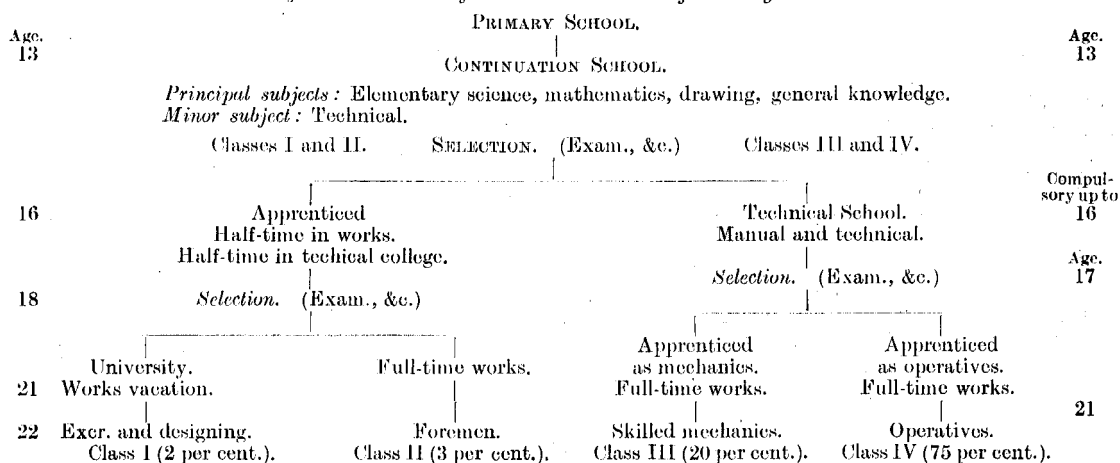 PRIMARY SCHOOL.
Age. Age.
13 13
CONTINUATION SCHOOL.
Principal subjects: Elementary science, mathematics, drawing, general knowledge.
Minor subject: Technical.
Classes I and II. SELECTION. (Exam., &c.) Classes III and IV.
Compul-
sory up to
16 Apprenticed Technical School. 16
Half-time in works. Manual and technical.
Half-time in techical college. Age.
Selection. (Exam., &c.) 17
18 Selection. (Exam., &c.)
Apprenticed Apprenticed
University. Full-time works. as mechanics. as operatives.
21 Works vacation. Full-time works. Full-time works.
21
22 Excr. and designing. Foremen. Skilled mechanics. Operatives.
Class I (2 per cent.). Class II (3 per cent.). Class III (20 per cent.). Class IV (75 per cent.).